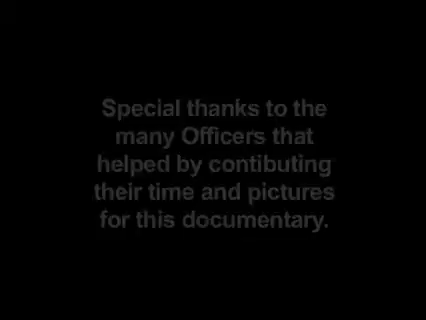 Special thanks to the
many Officers that
helped by contibuting
their time and pictures
for this documentary.